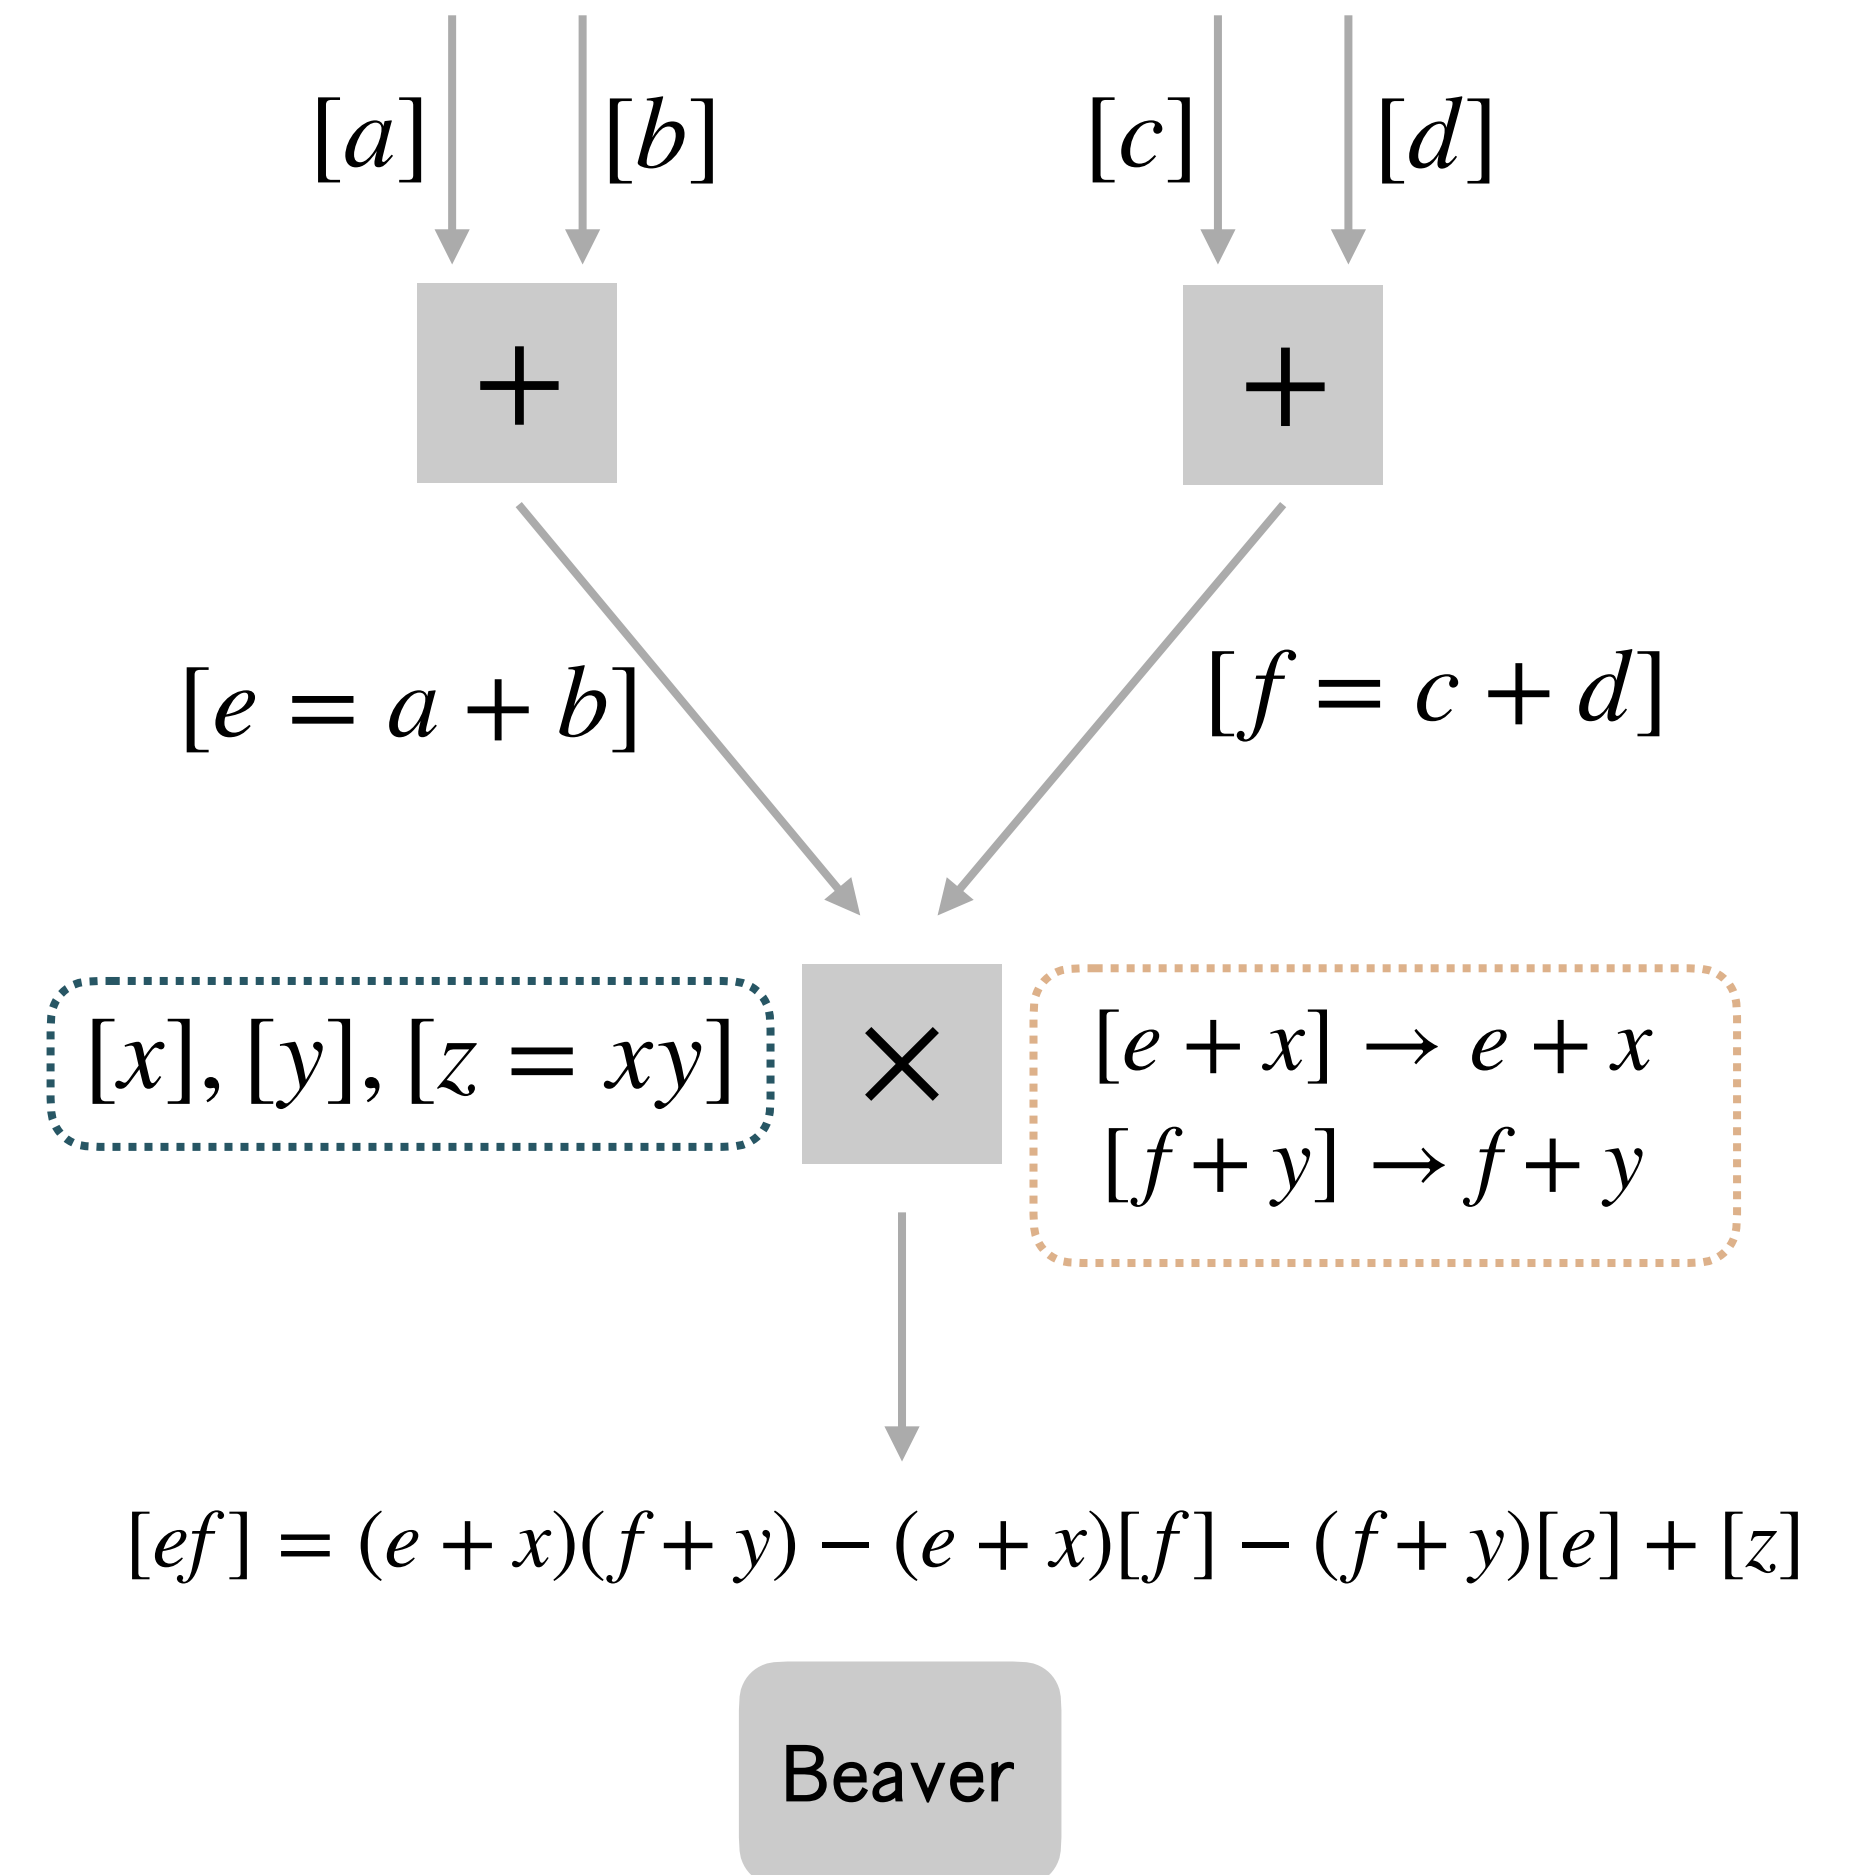 [a] [b] [c] [d]
+ +
[e = a + b] [f = c + d]
[x], [y], [z = xy] × [e + x] → e + x
[f + y] → f + y
[ef] = (e + x)(f + y) − (e + x)[f] − (f + y)[e] + [z]
Beaver